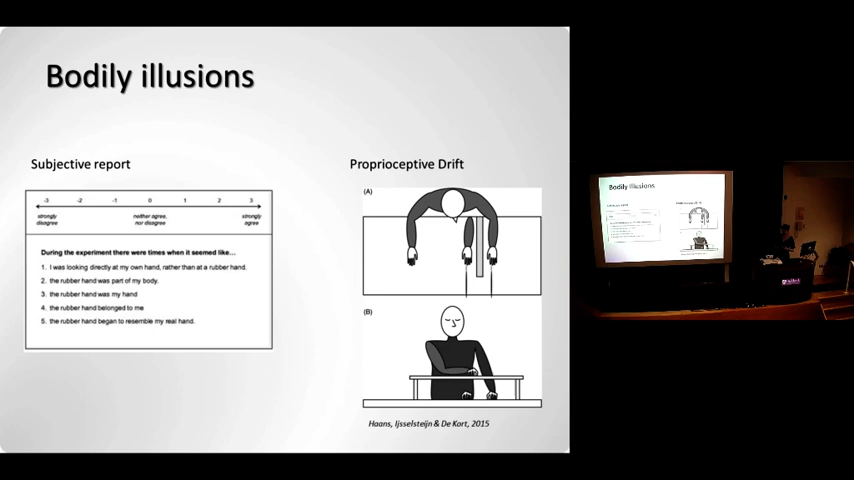 Bodily illusions
Subjective report
-3 -2 -1 0 1 2 3
strongly disagree
neither agree, nor disagree
strongly agree
During the experiment there were times when it seemed like...
1. I was looking directly at my own hand, rather than at a rubber hand.
2. the rubber hand was part of my body.
3. the rubber hand was my hand
4. the rubber hand belonged to me
5. the rubber hand began to resemble my real hand.
Proprioceptive Drift
(A)
(B)
Haans, Ijsselsteijn & De Kort, 2015
Bodily illusions